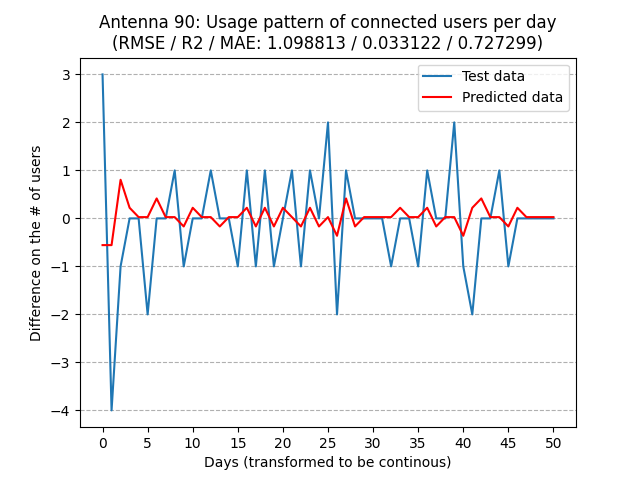 Antenna 90: Usage pattern of connected users per day
(RMSE / R2 / MAE: 1.098813 / 0.033122 / 0.727299)
Test data
Predicted data
Difference on the # of users
3
2
1
0
−1
−2
−3
−4
0 5 10 15 20 25 30 35 40 45 50
Days (transformed to be continous)